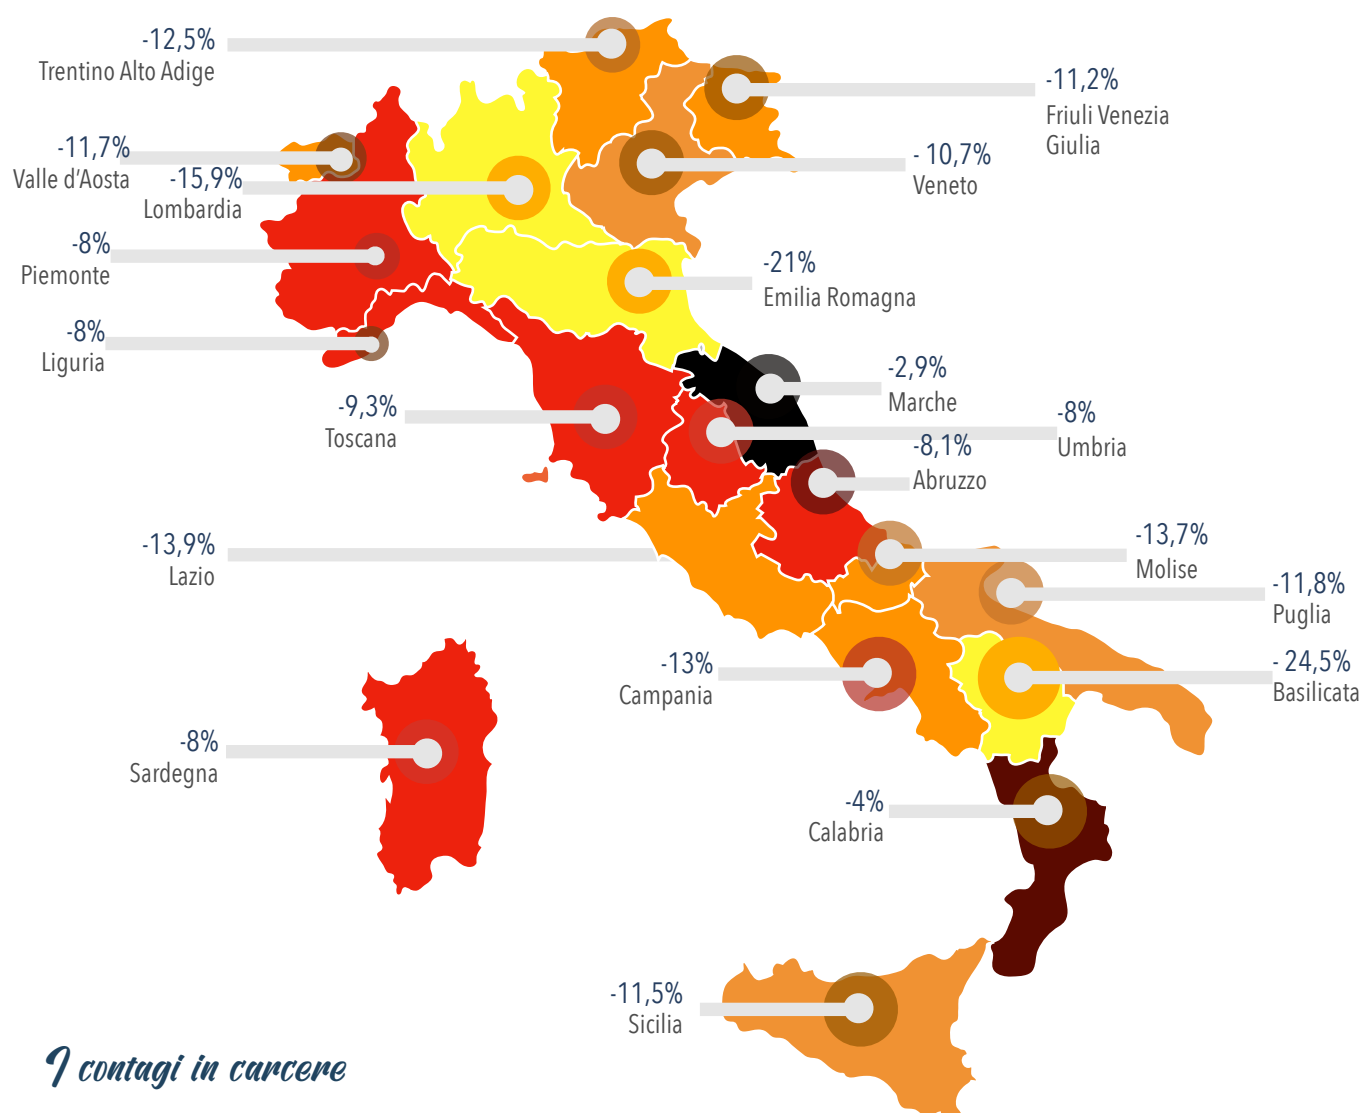 -12,5%
Trentino Alto Adige
-11,2%
Friuli Venezia
Giulia
-11,7%
Valle d'Aosta
-15,9%
Lombardia
- 10,7%
Veneto
-8%
Piemonte
-21%
Emilia Romagna
-8%
Liguria
-2,9%
Marche
-9,3%
Toscana
-8%
Umbria
-8,1%
Abruzzo
-13,9%
Lazio
-13,7%
Molise
-11,8%
Puglia
-13%
Campania
- 24,5%
Basilicata
-8%
Sardegna
-4%
Calabria
-11,5%
Sicilia
I contagi in carcere